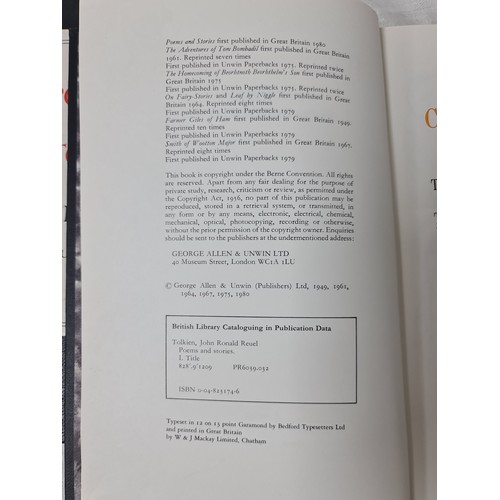 Poems and Stories first published in Great Britain 1980
The Adventures of Tom Bombadil first published in Great Britain
1961. Reprinted seven times
First published in Unwin Paperbacks 1975. Reprinted twice
The Homecoming of Beorhtnoth Beorthelm's Son first published in
Great Britain 1975
First published in Unwin Paperbacks 1975. Reprinted twice
On Fairy-Stories and Leaf by Niggle first published in Great
Britain 1964. Reprinted eight times
First published in Unwin Paperbacks 1979
Farmer Giles of Ham first published in Great Britain 1949.
Reprinted ten times
First published in Unwin Paperbacks 1979
Smith of Wootton Major first published in Great Britain 1967.
Reprinted eight times
First published in Unwin Paperbacks 1979
This book is copyright under the Berne Convention. All rights
are reserved. Apart from any fair dealing for the purpose of
private study, research, criticism or review, as permitted under
the Copyright Act, 1956, no part of this publication may be
reproduced, stored in a retrieval system, or transmitted, in
any form or by any means, electronic, electrical, chemical,
mechanical, optical, photocopying, recording or otherwise,
without the prior permission of the copyright owner. Enquiries
should be sent to the publishers at the undermentioned address:
GEORGE ALLEN & UNWIN LTD
40 Museum Street, London WC1A 1LU
© George Allen & Unwin (Publishers) Ltd, 1949, 1961,
1964, 1967, 1975, 1980
British Library Cataloguing in Publication Data
Tolkien, John Ronald Reuel
Poems and stories.
I. Title
828'.9'1209 PR6039.032
ISBN 0-04-823174-6
Typeset in 12 on 13 point Garamond by Bedford Typesetters Ltd
and printed in Great Britain
by W & J Mackay Limited, Chatham